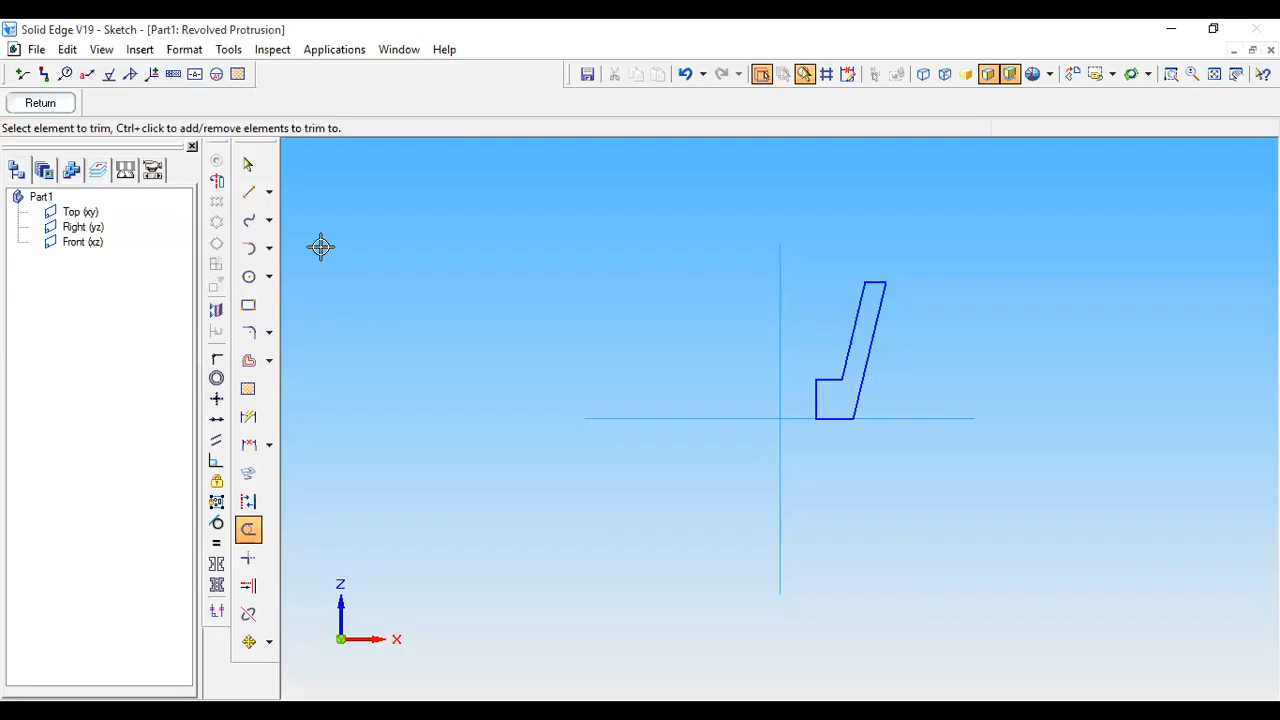 Solid Edge V19 - Sketch - [Part1: Revolved Protrusion]
File Edit View Insert Format Tools Inspect Applications Window Help
Return
Select element to trim, Ctrl+click to add/remove elements to trim to.
Part1
Top (xy)
Right (yz)
Front (xz)
Z
X